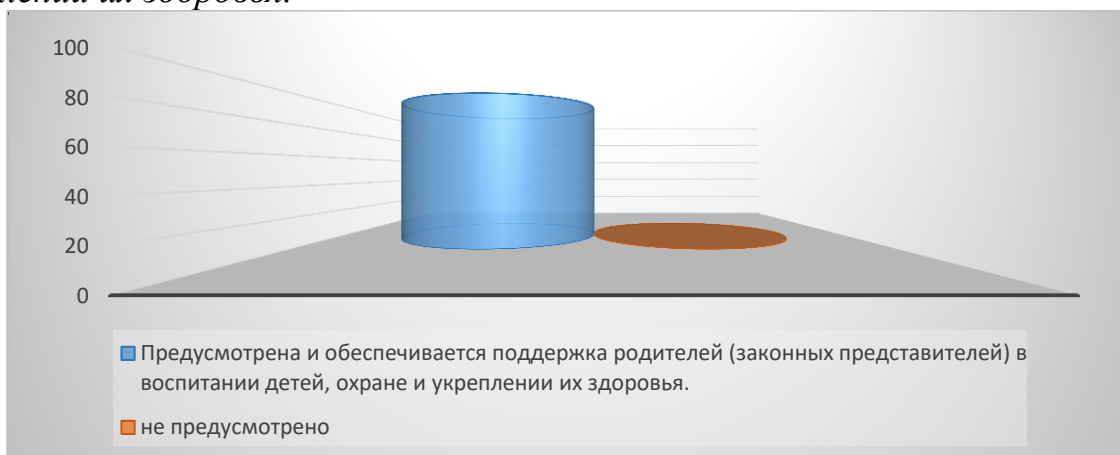 100
80
60
40
20
0
Предусмотрена и обеспечивается поддержка родителей (законных представителей) в
воспитании детей, охране и укреплении их здоровья.
не предусмотрено